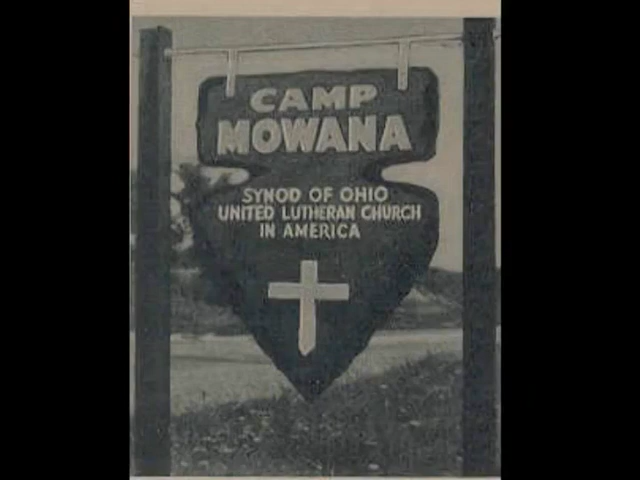 CAMP
MOWANA
SYNOD OF OHIO
UNITED LUTHERAN CHURCH
IN AMERICA